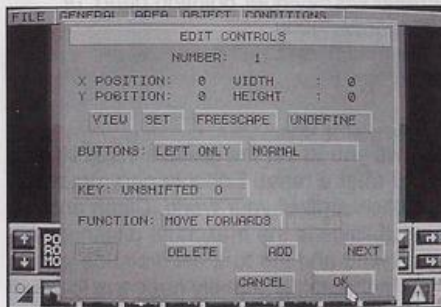 FILE GENERAL AREA OBJECT CONDITIONS
EDIT CONTROLS
NUMBER: 1
X POSITION: 0 WIDTH : 0
Y POSITION: 0 HEIGHT : 0
VIEW SET FREESCAPE UNDEFINE
BUTTONS: LEFT ONLY NORMAL
KEY: UNSHIFTED 0
FUNCTION: MOVE FORWARDS
DELETE ADD NEXT
CANCEL OK